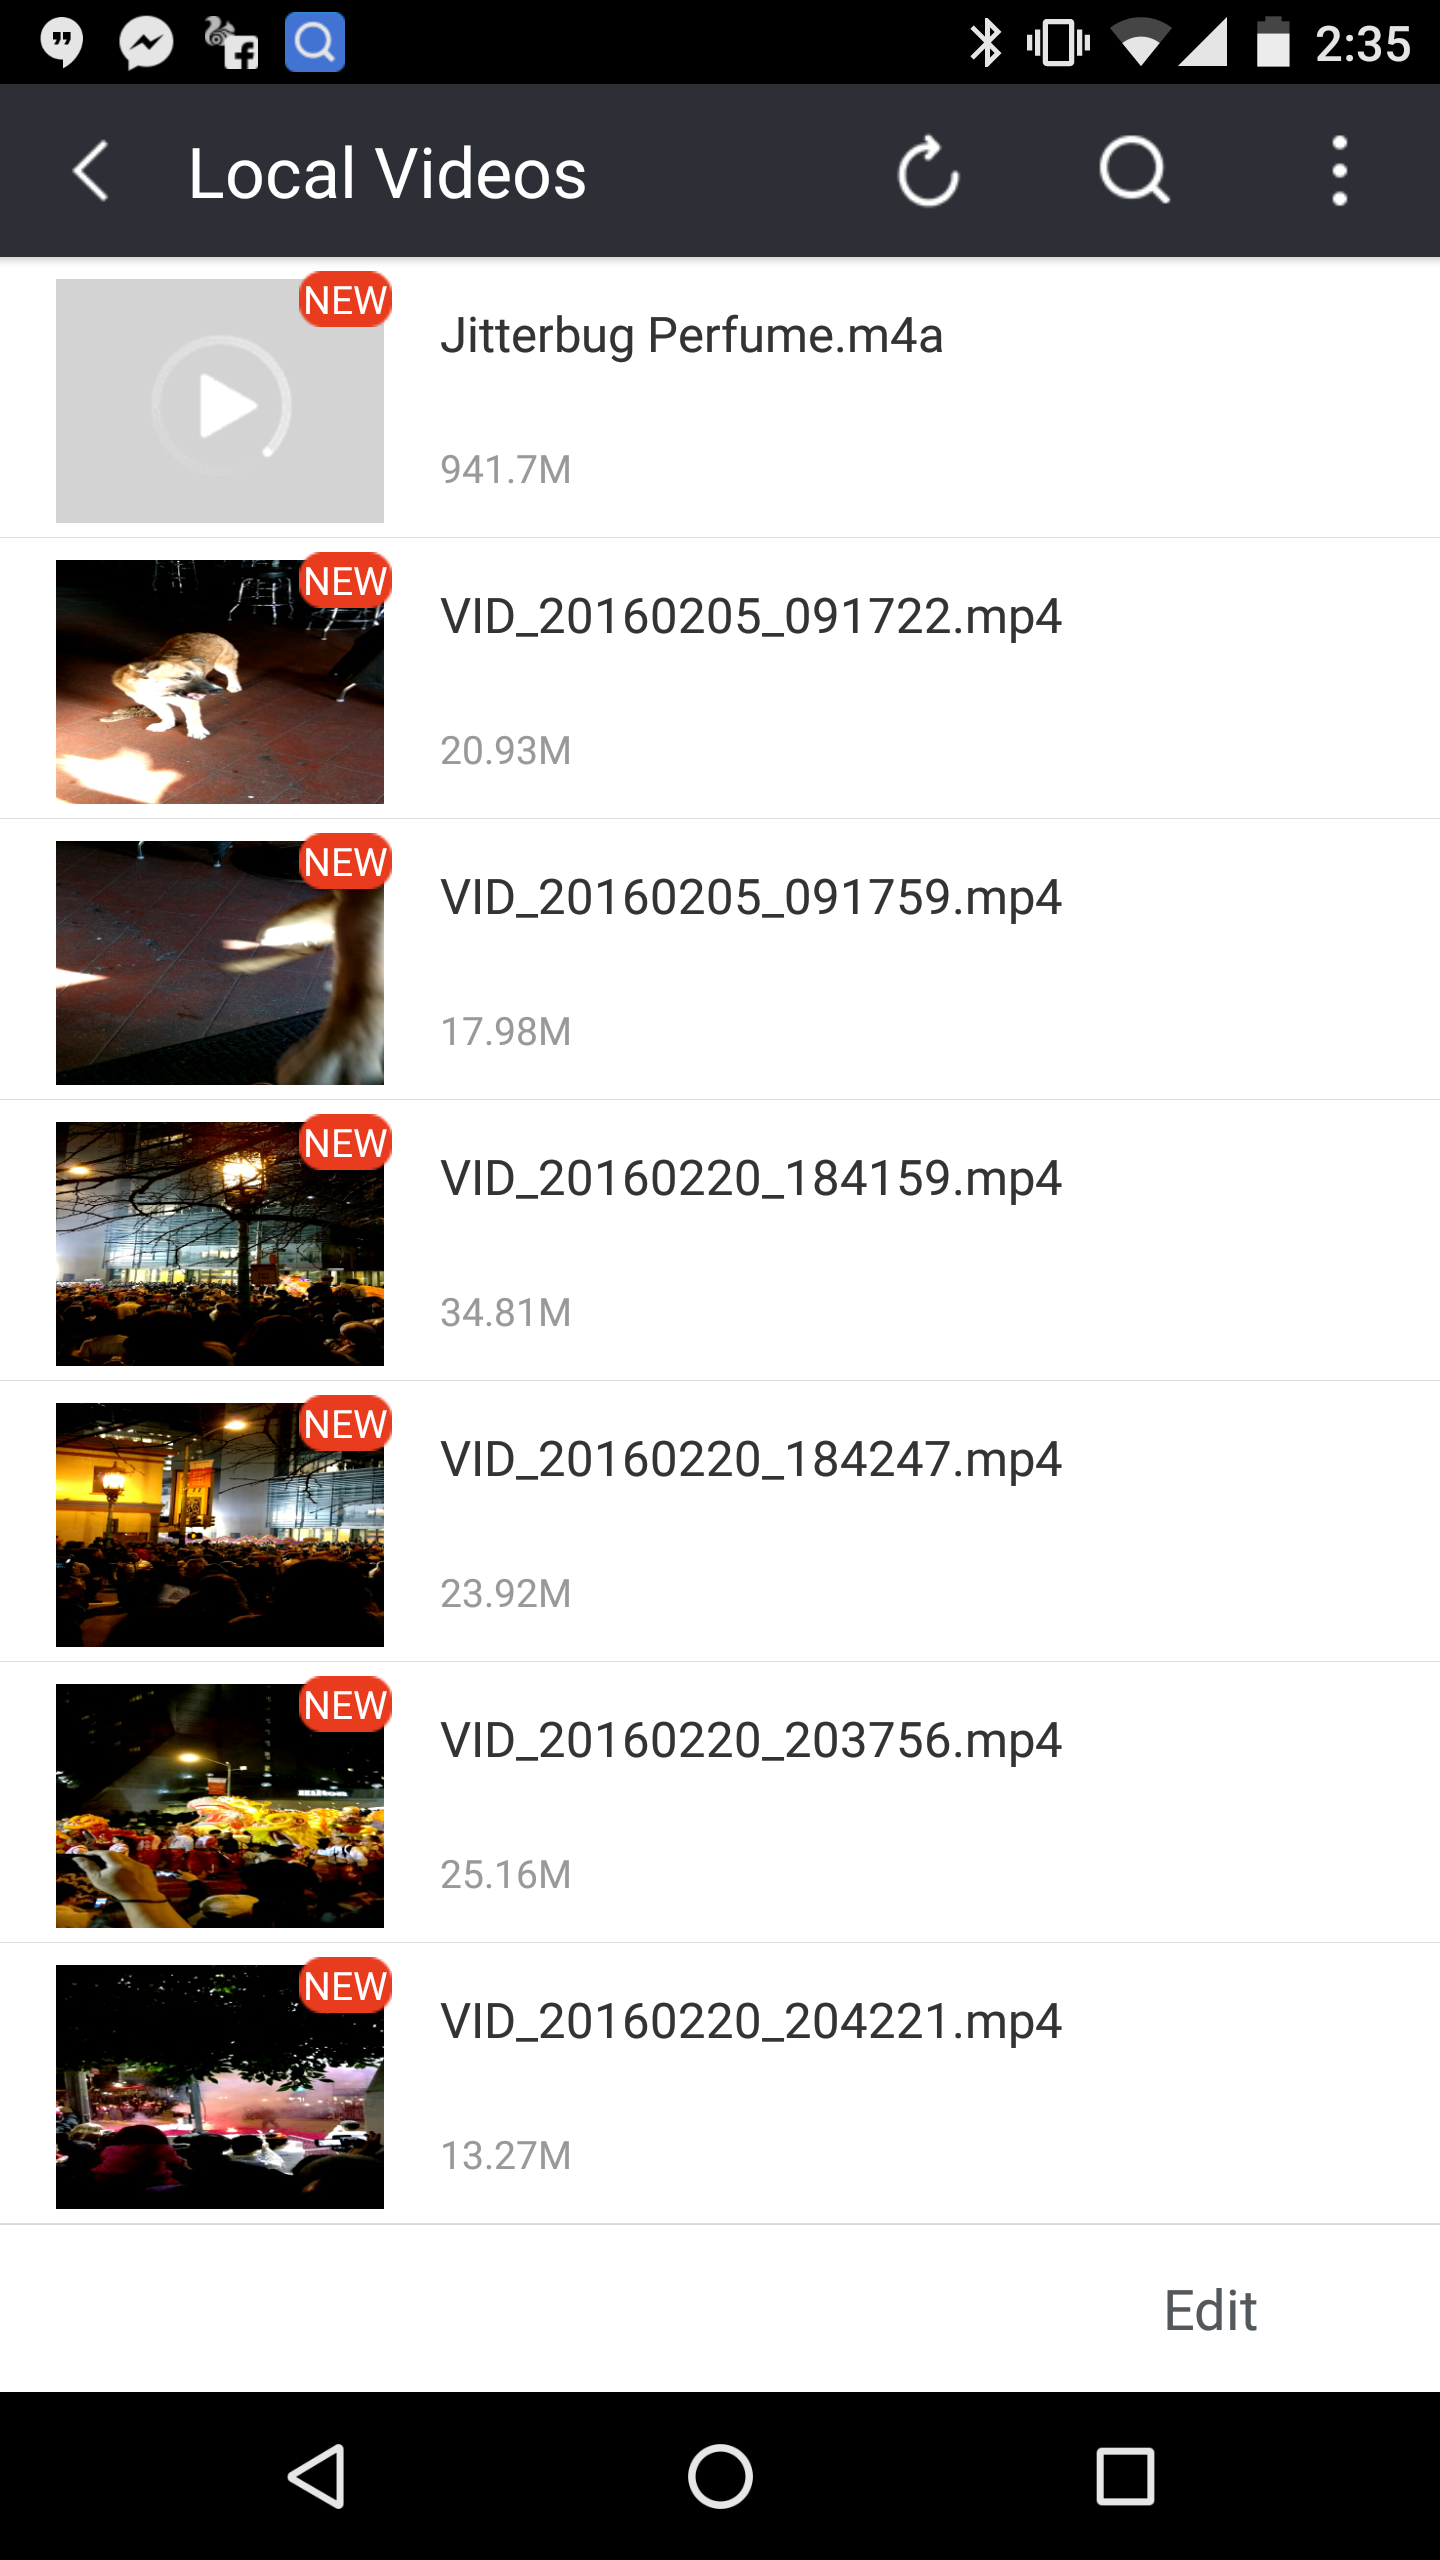 2:35
Local Videos
NEW
Jitterbug Perfume.m4a
941.7M
NEW
VID_20160205_091722.mp4
20.93M
NEW
VID_20160205_091759.mp4
17.98M
NEW
VID_20160220_184159.mp4
34.81M
NEW
VID_20160220_184247.mp4
23.92M
NEW
VID_20160220_203756.mp4
25.16M
NEW
VID_20160220_204221.mp4
13.27M
Edit